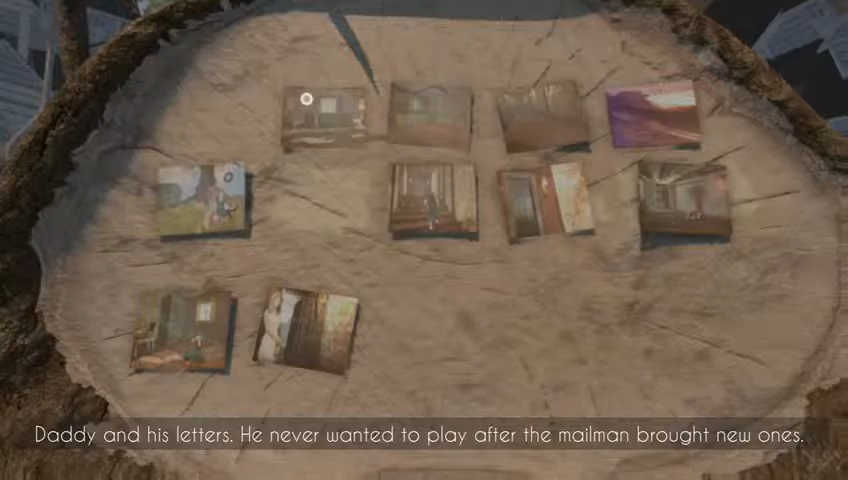 Daddy and his letters. He never wanted to play after the mailman brought new ones.